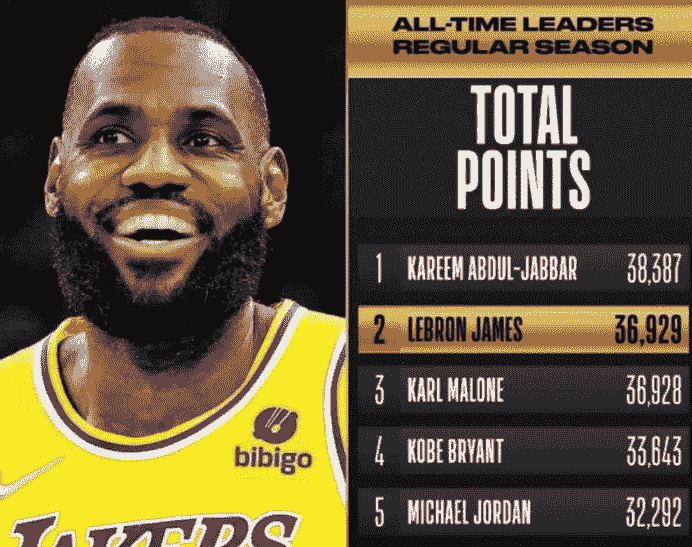 ALL-TIME LEADERS
REGULAR SEASON
TOTAL
POINTS
1 KAREEM ABDUL-JABBAR 38,387
2 LEBRON JAMES 36,929
3 KARL MALONE 36,928
4 KOBE BRYANT 33,643
5 MICHAEL JORDAN 32,292
bibigo
LAKERS